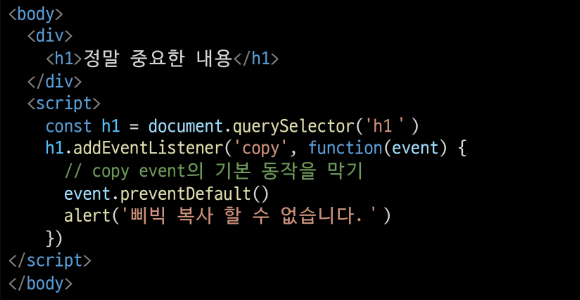 <body>
<div>
<h1>정말 중요한 내용</h1>
</div>
<script>
const h1 = document.querySelector('h1')
h1.addEventListener('copy', function(event) {
// copy event의 기본 동작을 막기
event.preventDefault()
alert('삐빅 복사 할 수 없습니다.')
})
</script>
</body>